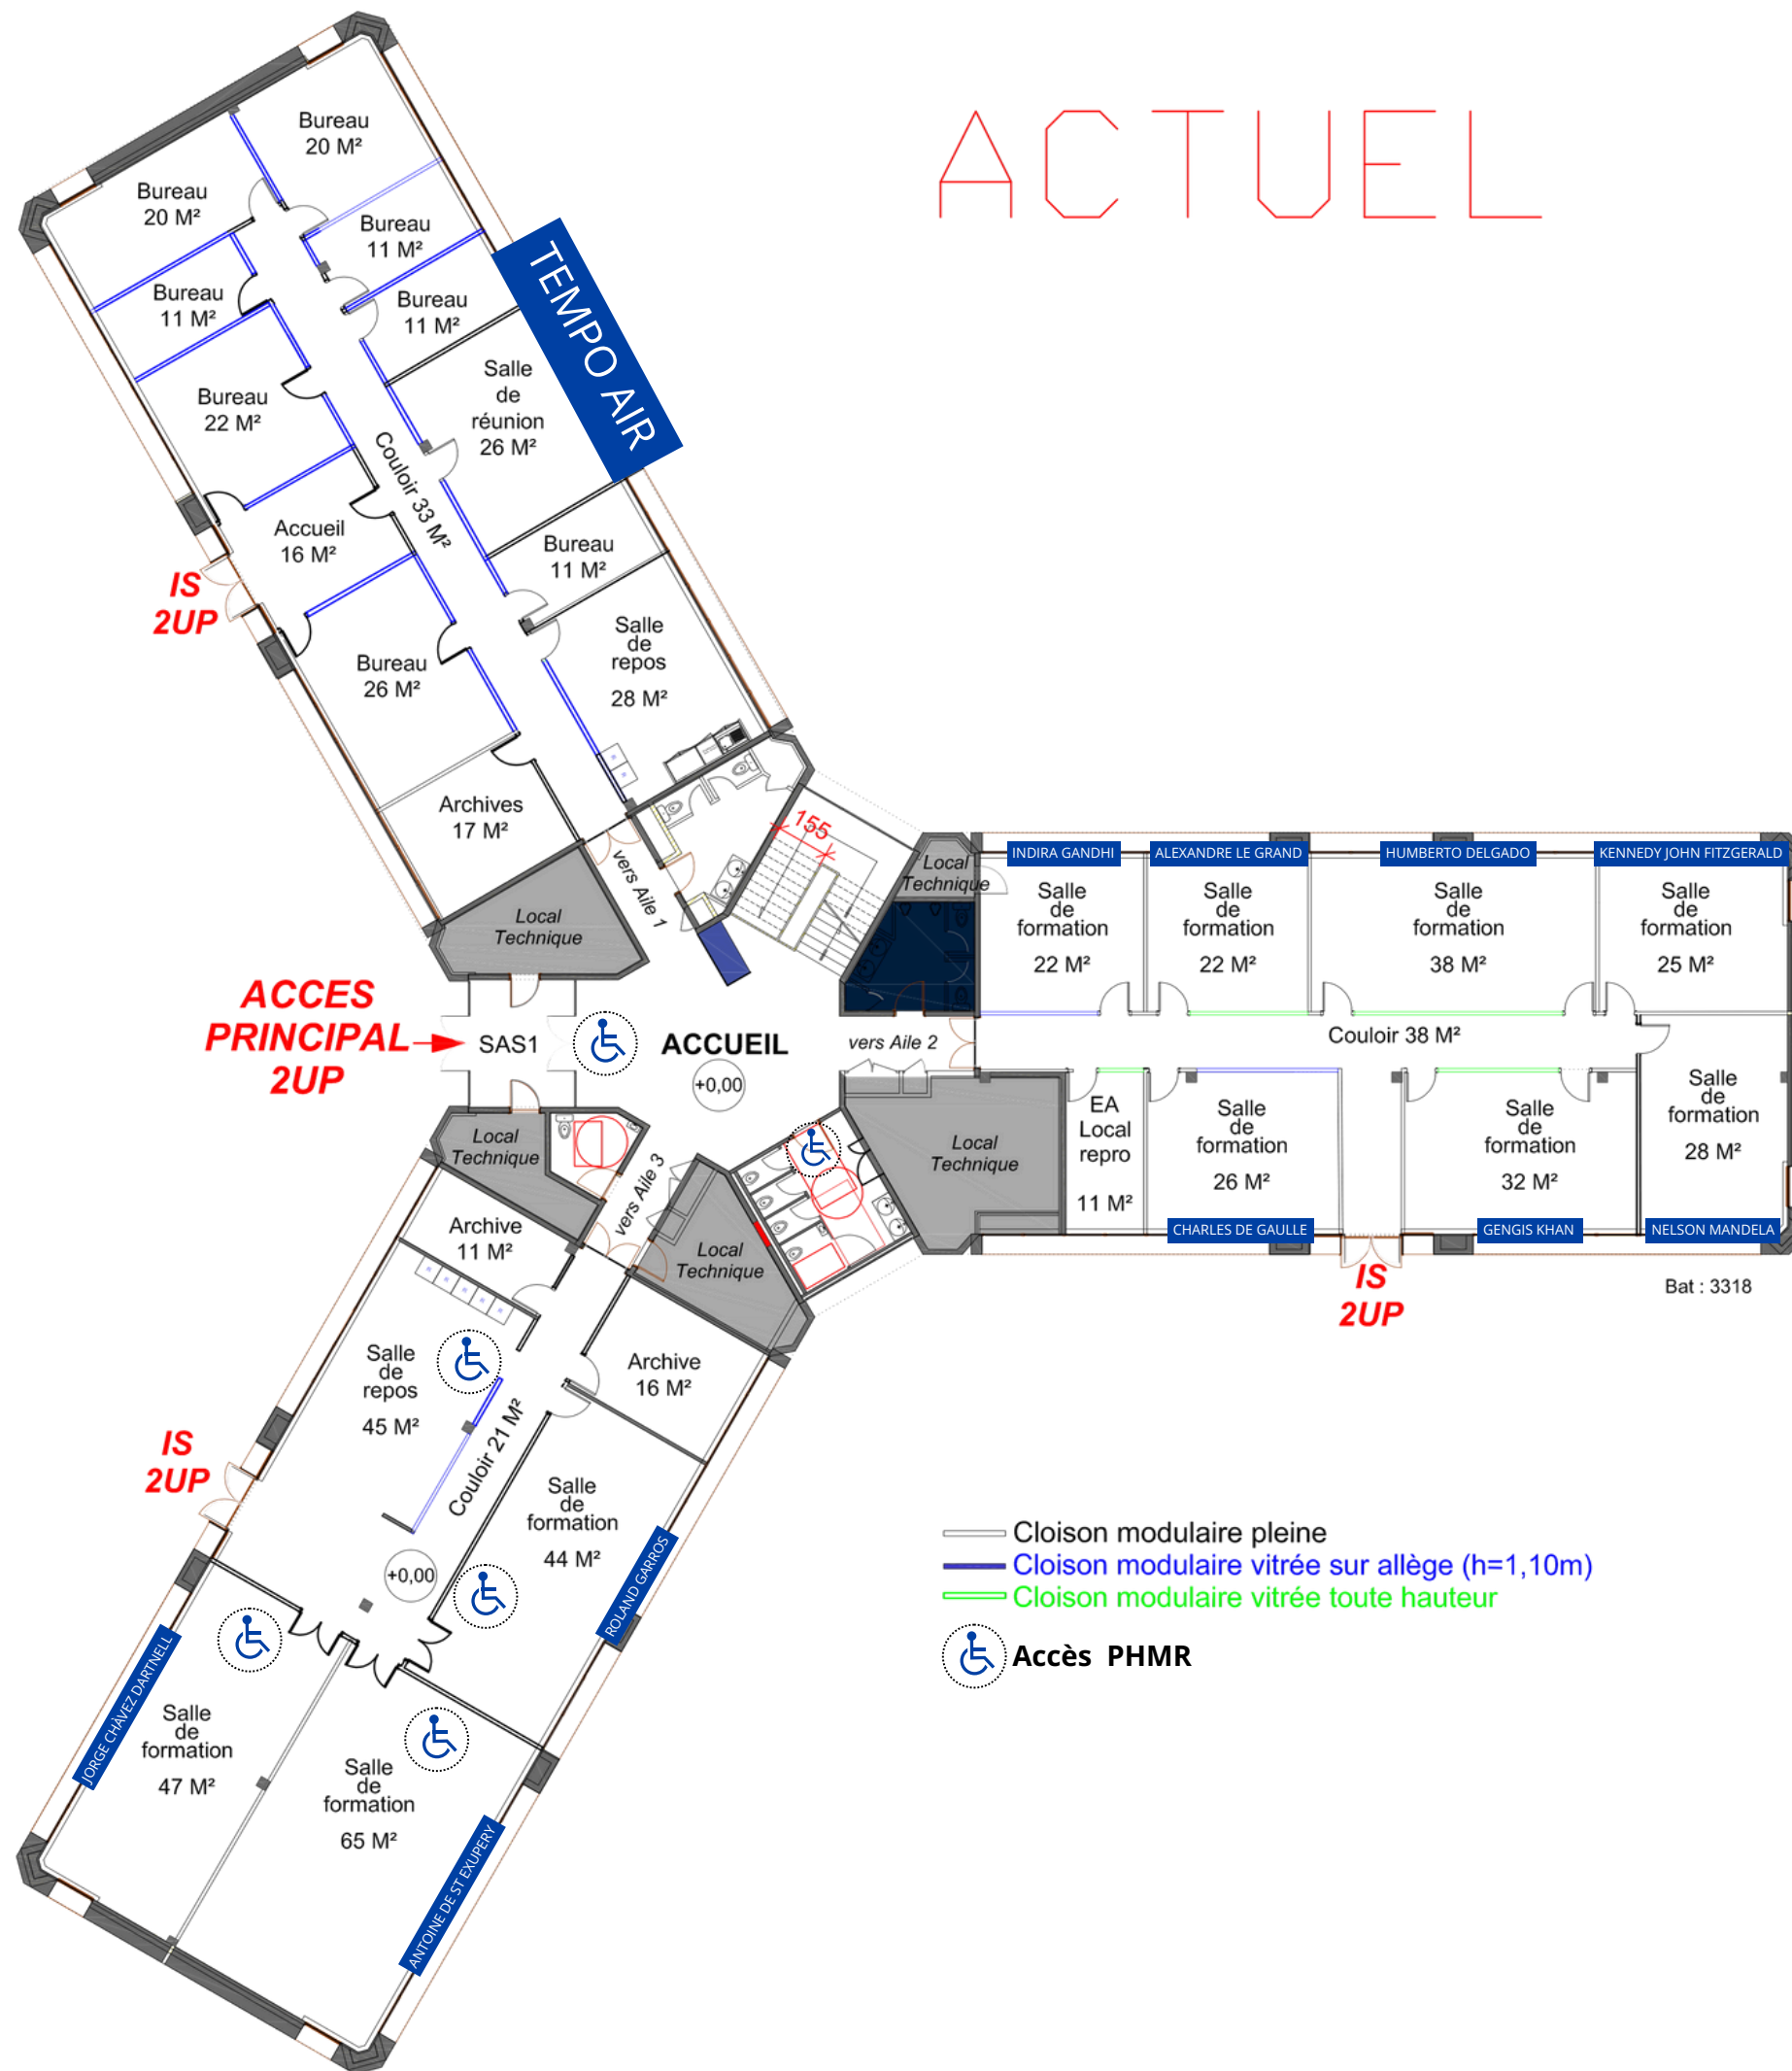 ACTUEL
Bureau
20 M²
Bureau
20 M²
Bureau
11 M²
Bureau
11 M²
Bureau
11 M²
Bureau
22 M²
Salle
de
réunion
26 M²
TEMPO AIR
Couloir 33 M²
Accueil
16 M²
Bureau
11 M²
IS
2UP
Bureau
26 M²
Salle
de
repos
28 M²
Archives
17 M²
155
vers Aile 1
Local
Technique
Local
Technique
INDIRA GANDHI
ALEXANDRE LE GRAND
HUMBERTO DELGADO
KENNEDY JOHN FITZGERALD
Salle
de
formation
22 M²
Salle
de
formation
22 M²
Salle
de
formation
38 M²
Salle
de
formation
25 M²
ACCES
PRINCIPAL
2UP
SAS1
ACCUEIL
+0,00
vers Aile 2
Couloir 38 M²
EA
Local
repro
11 M²
Salle
de
formation
26 M²
Salle
de
formation
32 M²
Salle
de
formation
28 M²
CHARLES DE GAULLE
GENGIS KHAN
NELSON MANDELA
IS
2UP
Bat : 3318
Local
Technique
Local
Technique
vers Aile 3
Local
Technique
Archive
11 M²
Salle
de
repos
45 M²
Archive
16 M²
Couloir 21 M²
IS
2UP
Salle
de
formation
44 M²
ROLAND GARROS
+0,00
JORGE CHÀVEZ DARTNELL
Salle
de
formation
47 M²
Salle
de
formation
65 M²
ANTOINE DE ST EXUPERY
Cloison modulaire pleine
Cloison modulaire vitrée sur allège (h=1,10m)
Cloison modulaire vitrée toute hauteur
Accès PHMR